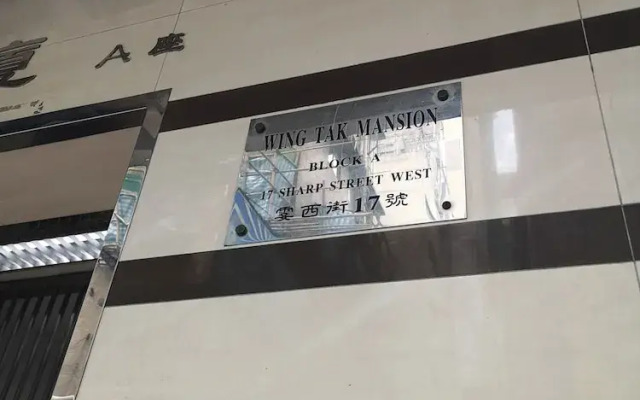 A座
WING TAK MANSION
BLOCK A
17 SHARP STREET WEST
霎西街17號